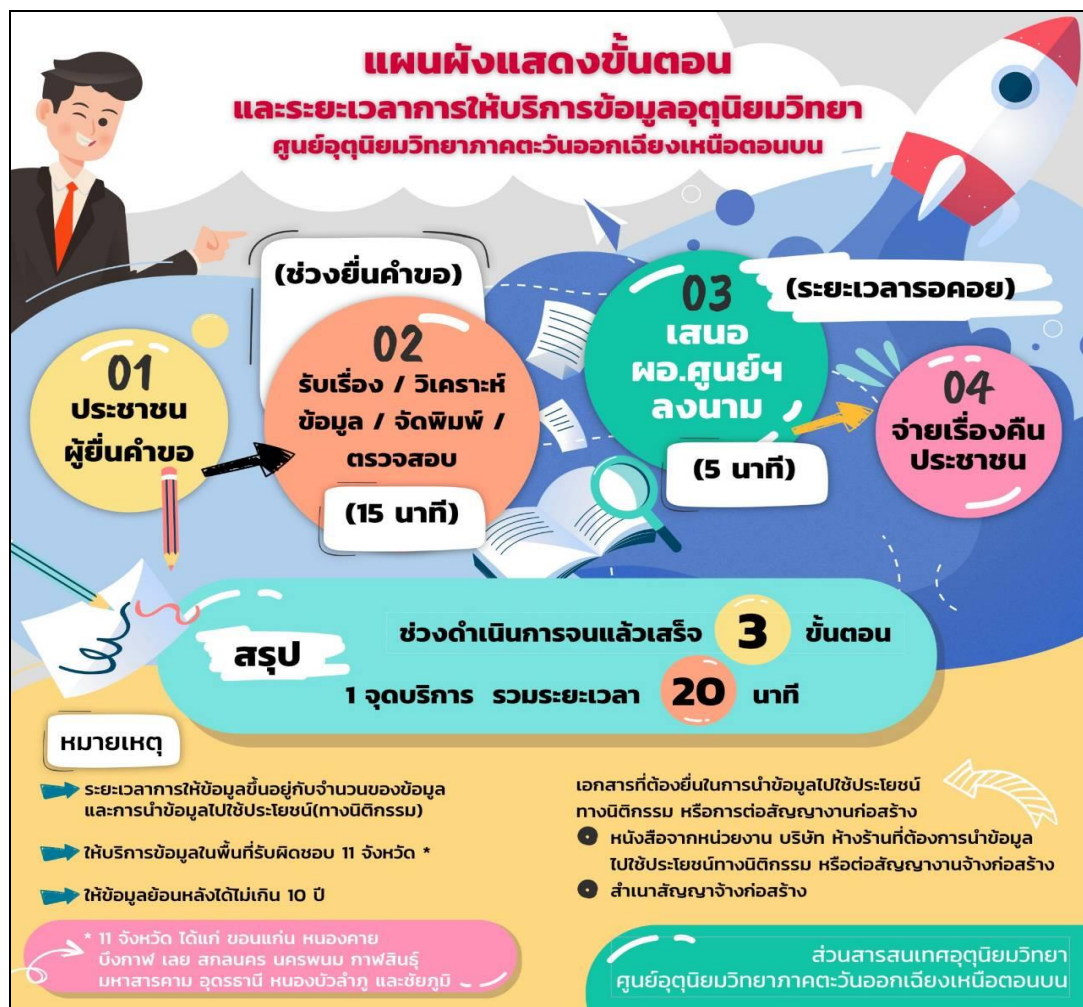 แผนผังแสดงขั้นตอน
และระยะเวลาการให้บริการข้อมูลอุตุนิยมวิทยา
ศูนย์อุตุนิยมวิทยาภาคตะวันออกเฉียงเหนือตอนบน
01
ประชาชน
ผู้ยื่นคำขอ
(ช่วงยื่นคำขอ)
02
รับเรื่อง / วิเคราะห์
ข้อมูล / จัดพิมพ์ /
ตรวจสอบ
(15 นาที)
03
เสนอ
ผอ.ศูนย์ฯ
ลงนาม
(5 นาที)
(ระยะเวลารอคอย)
04
จ่ายเรื่องคืน
ประชาชน
สรุป
ช่วงดำเนินการจนแล้วเสร็จ 3 ขั้นตอน
1 จุดบริการ รวมระยะเวลา 20 นาที
หมายเหตุ
ระยะเวลาการให้ข้อมูลขึ้นอยู่กับจำนวนของข้อมูล
และการนำข้อมูลไปใช้ประโยชน์(ทางนิติกรรม)
ให้บริการข้อมูลในพื้นที่รับผิดชอบ 11 จังหวัด *
ให้ข้อมูลย้อนหลังได้ไม่เกิน 10 ปี
* 11 จังหวัด ได้แก่ ขอนแก่น หนองคาย
บึงกาฬ เลย สกลนคร นครพนม กาฬสินธุ์
มหาสารคาม อุดรธานี หนองบัวลำภู และชัยภูมิ
เอกสารที่ต้องยื่นในการนำข้อมูลไปใช้ประโยชน์
ทางนิติกรรม หรือการต่อสัญญางานก่อสร้าง
● หนังสือจากหน่วยงาน บริษัท ห้างร้านที่ต้องการนำข้อมูล
ไปใช้ประโยชน์ทางนิติกรรม หรือต่อสัญญางานจ้างก่อสร้าง
● สำเนาสัญญาจ้างก่อสร้าง
ส่วนสารสนเทศอุตุนิยมวิทยา
ศูนย์อุตุนิยมวิทยาภาคตะวันออกเฉียงเหนือตอนบน